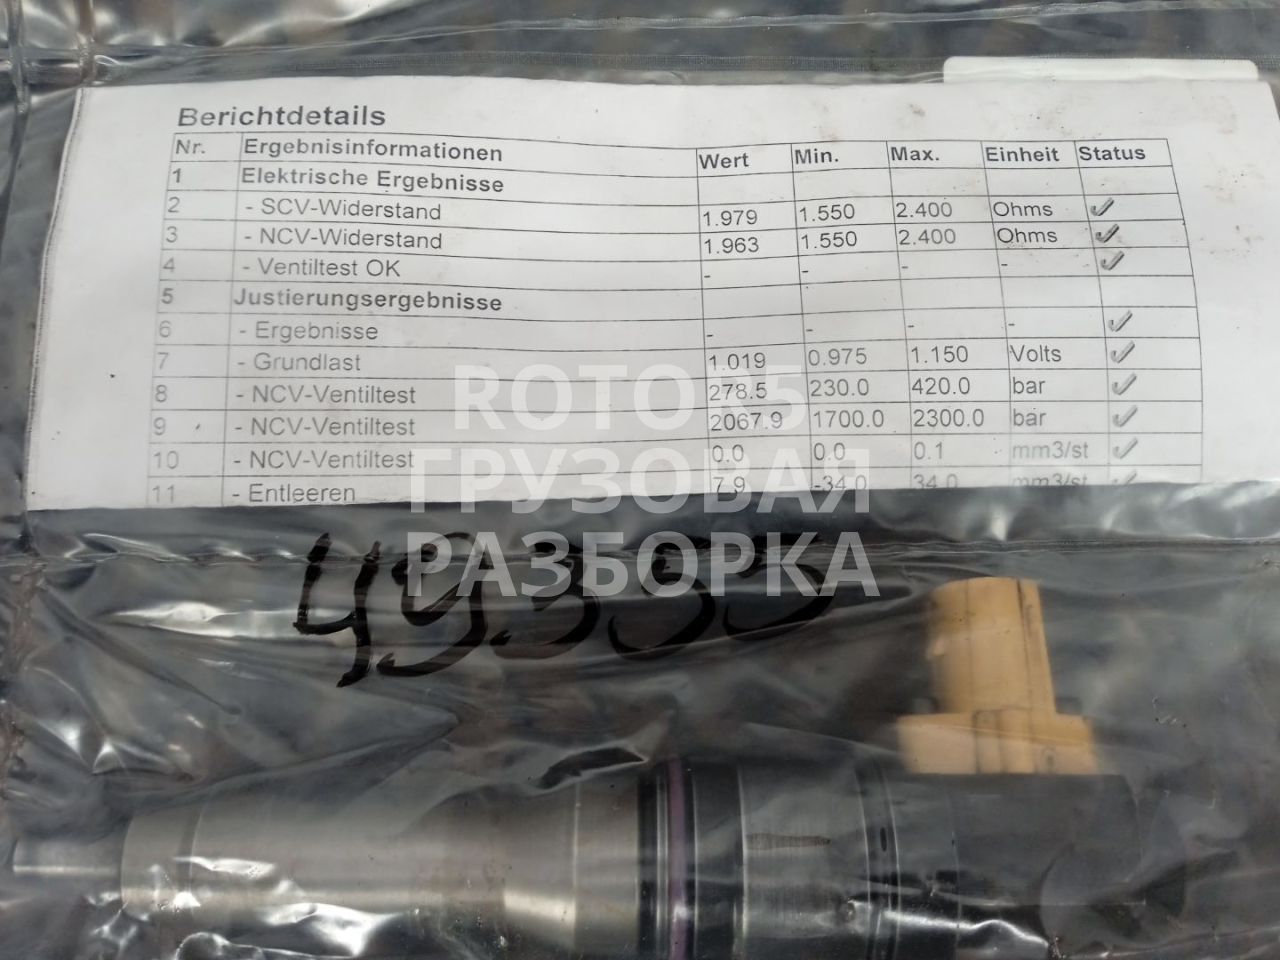 Berichtdetails
Nr. Ergebnisinformationen Wert Min. Max. Einheit Status
1 Elektrische Ergebnisse
2 - SCV-Widerstand 1.979 1.550 2.400 Ohms
3 - NCV-Widerstand 1.963 1.550 2.400 Ohms
4 - Ventiltest OK - - - -
5 Justierungsergebnisse
6 - Ergebnisse - - - -
7 - Grundlast 1.019 0.975 1.150 Volts
8 - NCV-Ventiltest 278.5 230.0 420.0 bar
9 - NCV-Ventiltest 2067.9 1700.0 2300.0 bar
10 - NCV-Ventiltest 0.0 0.0 0.1 mm3/st
11 - Entleeren 7.9 -34.0 34.0 mm3/st
ROTOR5
ГРУЗОВАЯ
РАЗБОРКА
49355